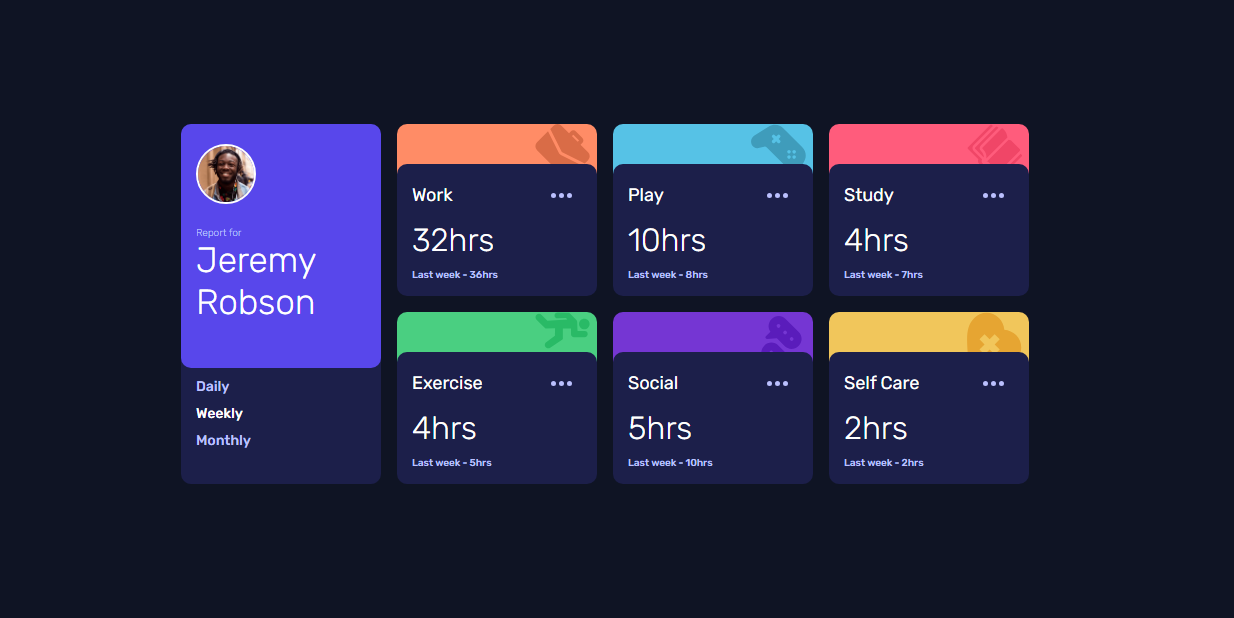 Report for
Jeremy
Robson
Daily
Weekly
Monthly
Work
32hrs
Last week - 36hrs
Play
10hrs
Last week - 8hrs
Study
4hrs
Last week - 7hrs
Exercise
4hrs
Last week - 5hrs
Social
5hrs
Last week - 10hrs
Self Care
2hrs
Last week - 2hrs